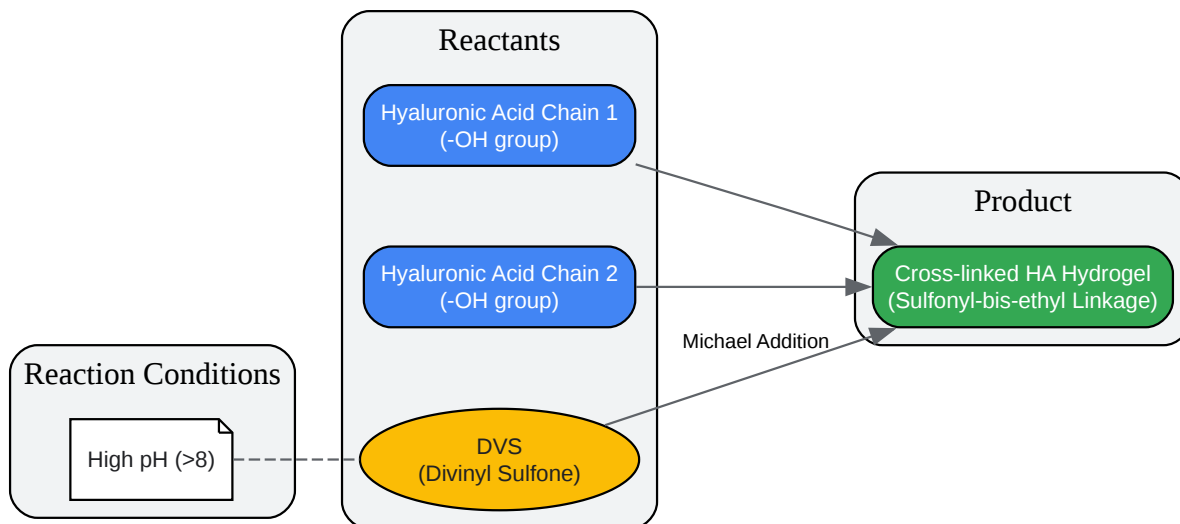 Reactants
Hyaluronic Acid Chain 1
(-OH group)
Hyaluronic Acid Chain 2
(-OH group)
DVS
(Divinyl Sulfone)
Michael Addition
Product
Cross-linked HA Hydrogel
(Sulfonyl-bis-ethyl Linkage)
Reaction Conditions
High pH (>8)